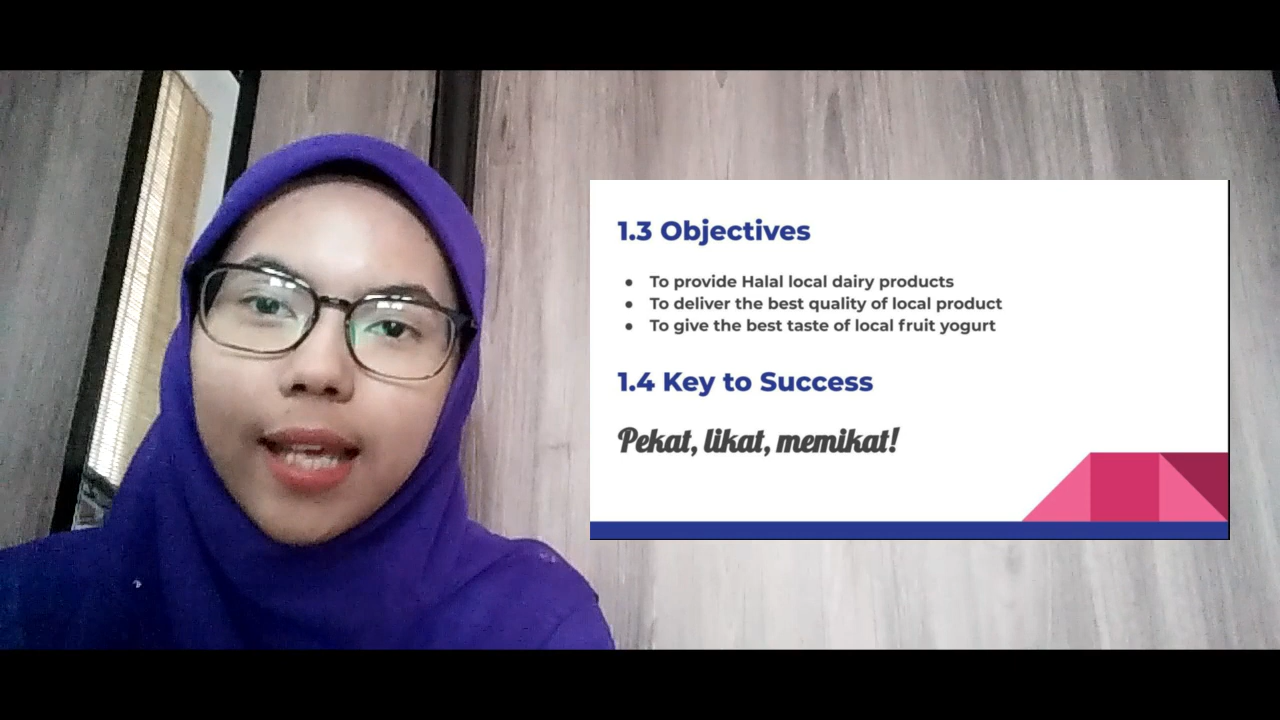 1.3 Objectives
● To provide Halal local dairy products
● To deliver the best quality of local product
● To give the best taste of local fruit yogurt
1.4 Key to Success
Pekat, likat, memikat!